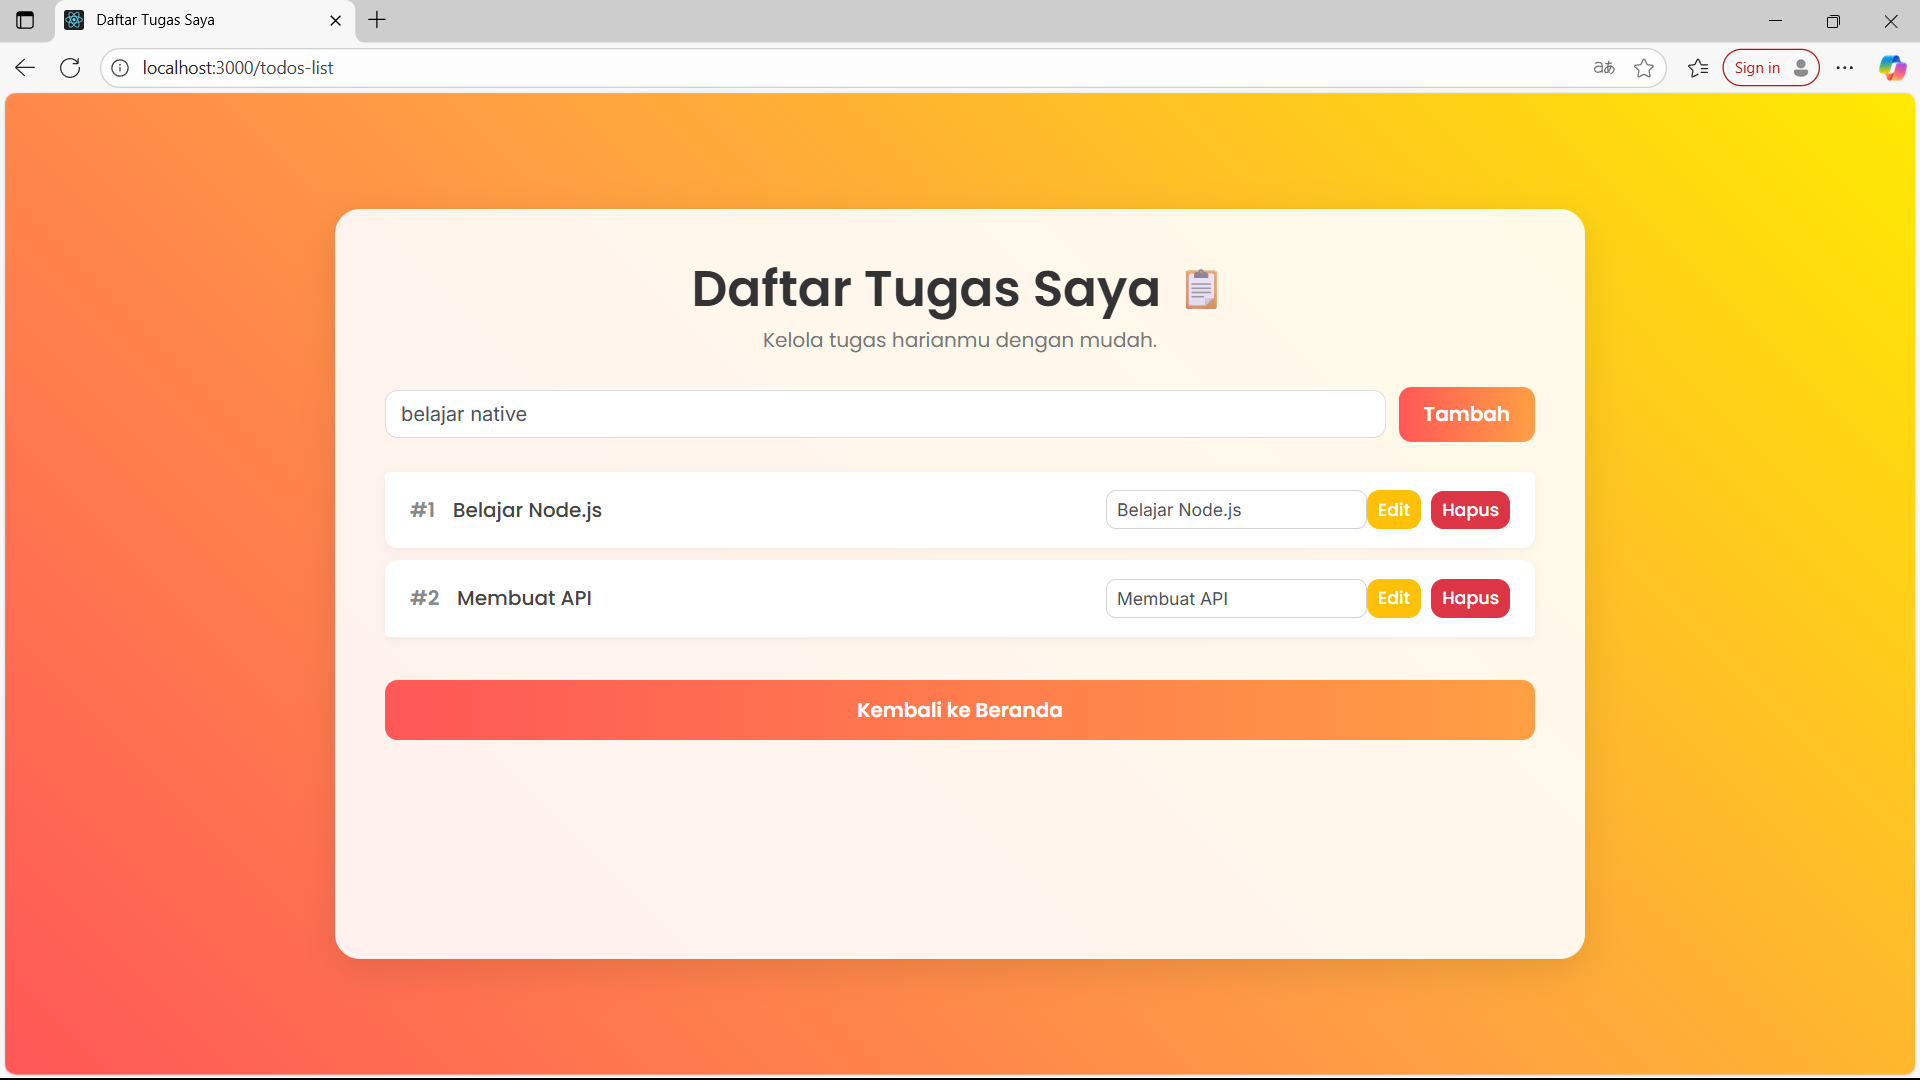 Daftar Tugas Saya
localhost:3000/todos-list
aあ
Sign in
Daftar Tugas Saya 📋
Kelola tugas harianmu dengan mudah.
belajar native
Tambah
#1 Belajar Node.js Belajar Node.js Edit Hapus
#2 Membuat API Membuat API Edit Hapus
Kembali ke Beranda